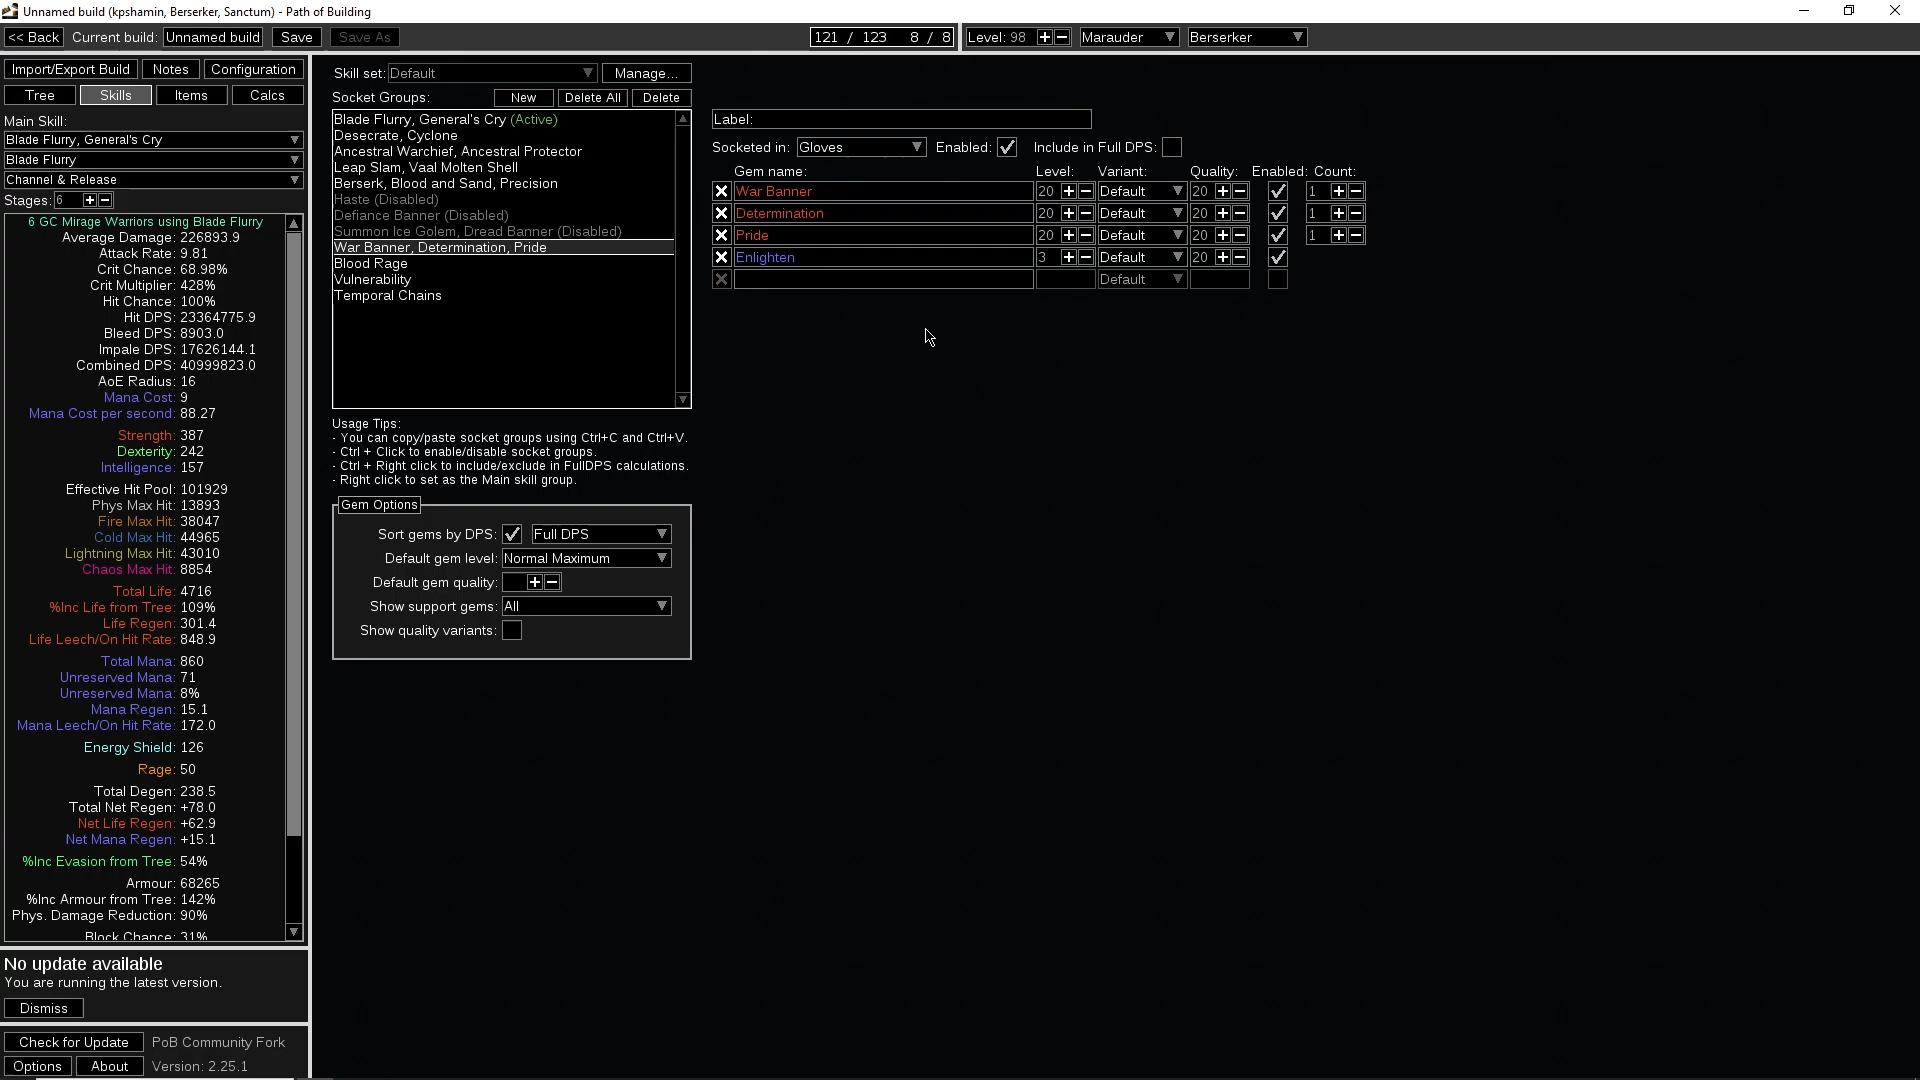 Unnamed build (kpshamin, Berserker, Sanctum) - Path of Building
<< Back
Current build: Unnamed build
Save
Save As
121 / 123 8 / 8
Level: 98
Marauder
Berserker
Import/Export Build
Notes
Configuration
Tree
Skills
Items
Calcs
Main Skill:
Blade Flurry, General's Cry
Blade Flurry
Channel & Release
Stages: 6
6 GC Mirage Warriors using Blade Flurry
Average Damage: 226893.9
Attack Rate: 9.81
Crit Chance: 68.98%
Crit Multiplier: 428%
Hit Chance: 100%
Hit DPS: 23364775.9
Bleed DPS: 8903.0
Impale DPS: 17626144.1
Combined DPS: 40999823.0
AoE Radius: 16
Mana Cost: 9
Mana Cost per second: 88.27
Strength: 387
Dexterity: 242
Intelligence: 157
Effective Hit Pool: 101929
Phys Max Hit: 13893
Fire Max Hit: 38047
Cold Max Hit: 44965
Lightning Max Hit: 43010
Chaos Max Hit: 8854
Total Life: 4716
%Inc Life from Tree: 109%
Life Regen: 301.4
Life Leech/On Hit Rate: 848.9
Total Mana: 860
Unreserved Mana: 71
Unreserved Mana: 8%
Mana Regen: 15.1
Mana Leech/On Hit Rate: 172.0
Energy Shield: 126
Rage: 50
Total Degen: 238.5
Total Net Regen: +78.0
Net Life Regen: +62.9
Net Mana Regen: +15.1
%Inc Evasion from Tree: 54%
Armour: 68265
%Inc Armour from Tree: 142%
Phys. Damage Reduction: 90%
Block Chance: 31%
No update available
You are running the latest version.
Dismiss
Check for Update
PoB Community Fork
Options
About
Version: 2.25.1
Skill set: Default
Manage...
Socket Groups:
New
Delete All
Delete
Blade Flurry, General's Cry (Active)
Desecrate, Cyclone
Ancestral Warchief, Ancestral Protector
Leap Slam, Vaal Molten Shell
Berserk, Blood and Sand, Precision
Haste (Disabled)
Defiance Banner (Disabled)
Summon Ice Golem, Dread Banner (Disabled)
War Banner, Determination, Pride
Blood Rage
Vulnerability
Temporal Chains
Usage Tips:
- You can copy/paste socket groups using Ctrl+C and Ctrl+V.
- Ctrl + Click to enable/disable socket groups.
- Ctrl + Right click to include/exclude in FullDPS calculations.
- Right click to set as the Main skill group.
Gem Options
Sort gems by DPS: Full DPS
Default gem level: Normal Maximum
Default gem quality:
Show support gems: All
Show quality variants:
Label:
Socketed in: Gloves Enabled: Include in Full DPS:
Gem name: Level: Variant: Quality: Enabled: Count:
War Banner 20 Default 20 1
Determination 20 Default 20 1
Pride 20 Default 20 1
Enlighten 3 Default 20
Default